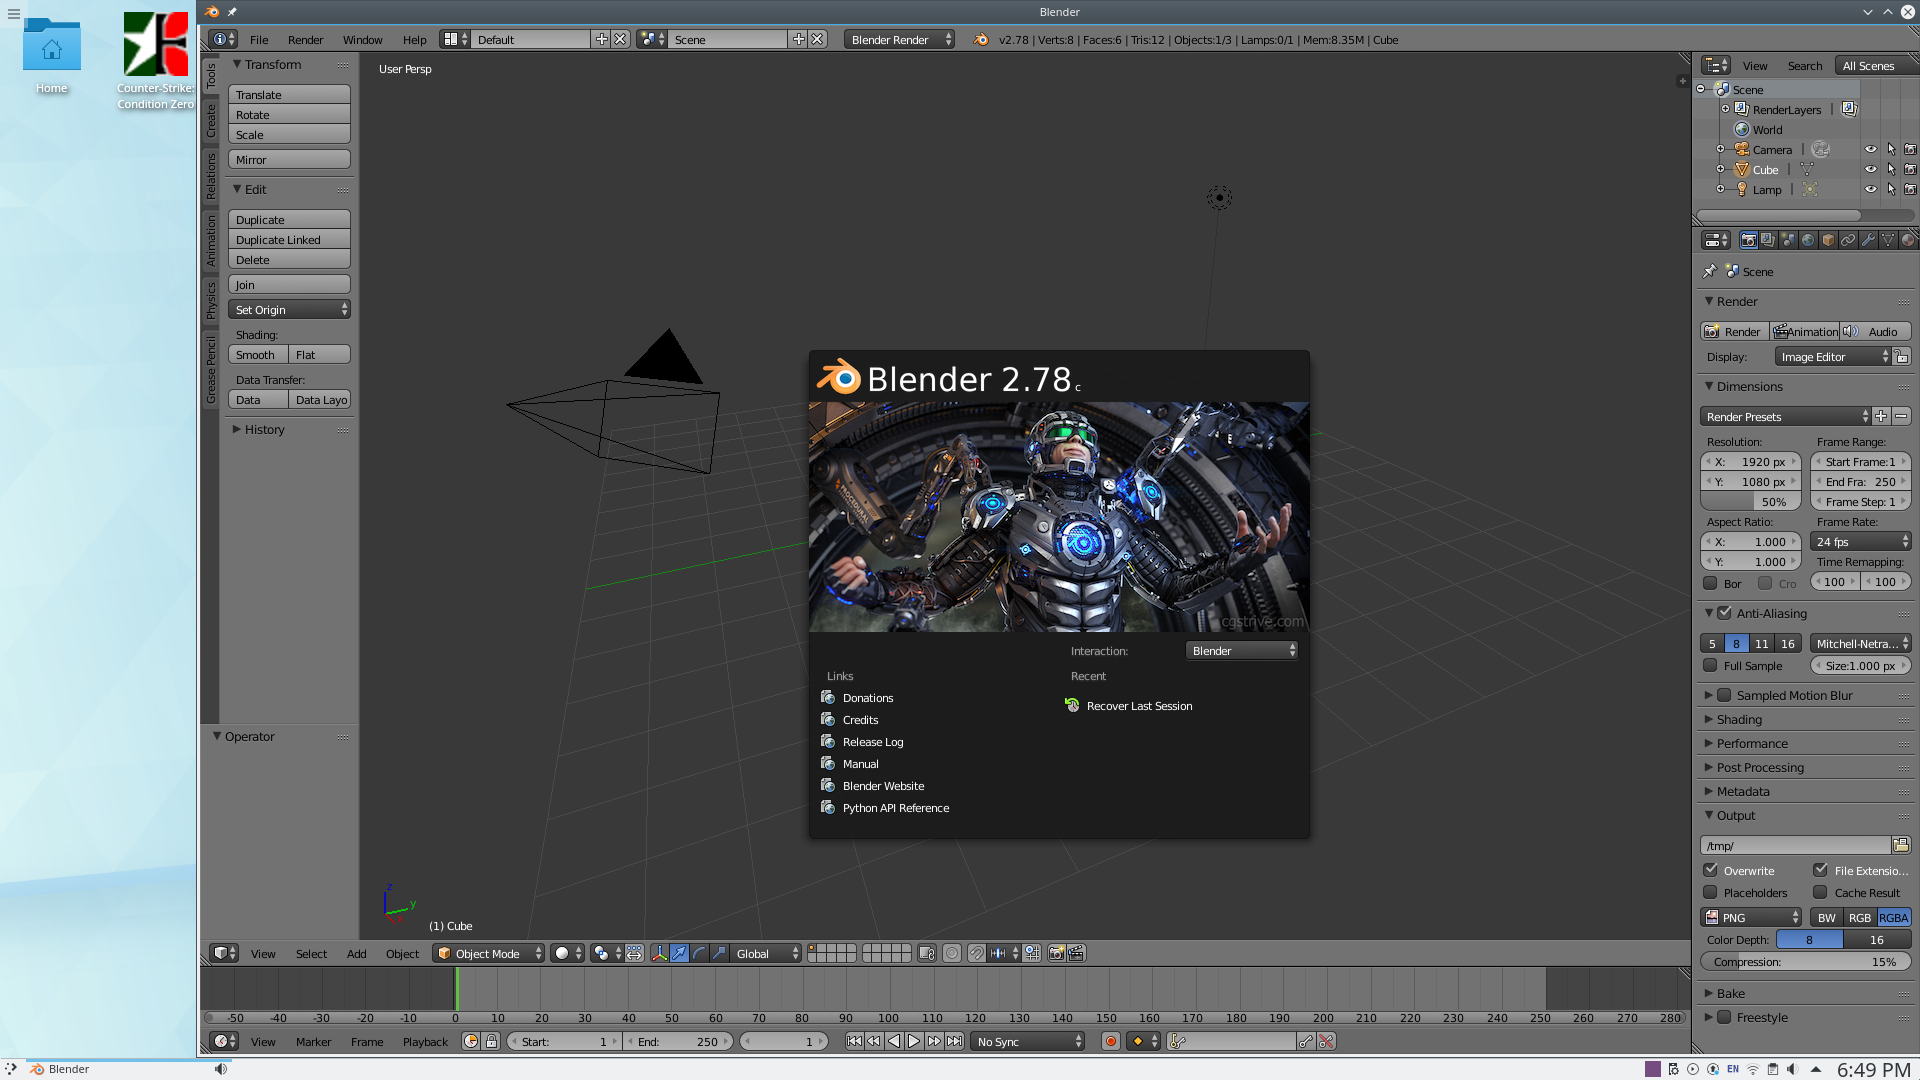 Home
Counter-Strike:
Condition Zero
Blender
File Render Window Help Default Scene Blender Render v2.78 | Verts:8 | Faces:6 | Tris:12 | Objects:1/3 | Lamps:0/1 | Mem:8.35M | Cube
Tools
Create
Relations
Animation
Physics
Grease Pencil
Transform
Translate
Rotate
Scale
Mirror
Edit
Duplicate
Duplicate Linked
Delete
Join
Set Origin
Shading:
Smooth Flat
Data Transfer:
Data Data Layo
History
Operator
User Persp
(1) Cube
z
y
Blender 2.78c
PROCEDURAL
cgstrive.com
Interaction: Blender
Links
Donations
Credits
Release Log
Manual
Blender Website
Python API Reference
Recent
Recover Last Session
View Search All Scenes
Scene
RenderLayers |
World
Camera |
Cube |
Lamp |
Scene
Render
Render Animation Audio
Display: Image Editor
Dimensions
Render Presets
Resolution:
X: 1920 px
Y: 1080 px
50%
Aspect Ratio:
X: 1.000
Y: 1.000
Bor Cro
Frame Range:
Start Frame:1
End Fra: 250
Frame Step: 1
Frame Rate:
24 fps
Time Remapping:
100 100
Anti-Aliasing
5 8 11 16 Mitchell-Netra...
Full Sample Size:1.000 px
Sampled Motion Blur
Shading
Performance
Post Processing
Metadata
Output
/tmp/
Overwrite File Extensio...
Placeholders Cache Result
PNG BW RGB RGBA
Color Depth: 8 16
Compression: 15%
Bake
Freestyle
View Select Add Object Object Mode Global
-50 -40 -30 -20 -10 0 10 20 30 40 50 60 70 80 90 100 110 120 130 140 150 160 170 180 190 200 210 220 230 240 250 260 270 280
View Marker Frame Playback Start: 1 End: 250 1 No Sync
Blender
EN
6:49 PM